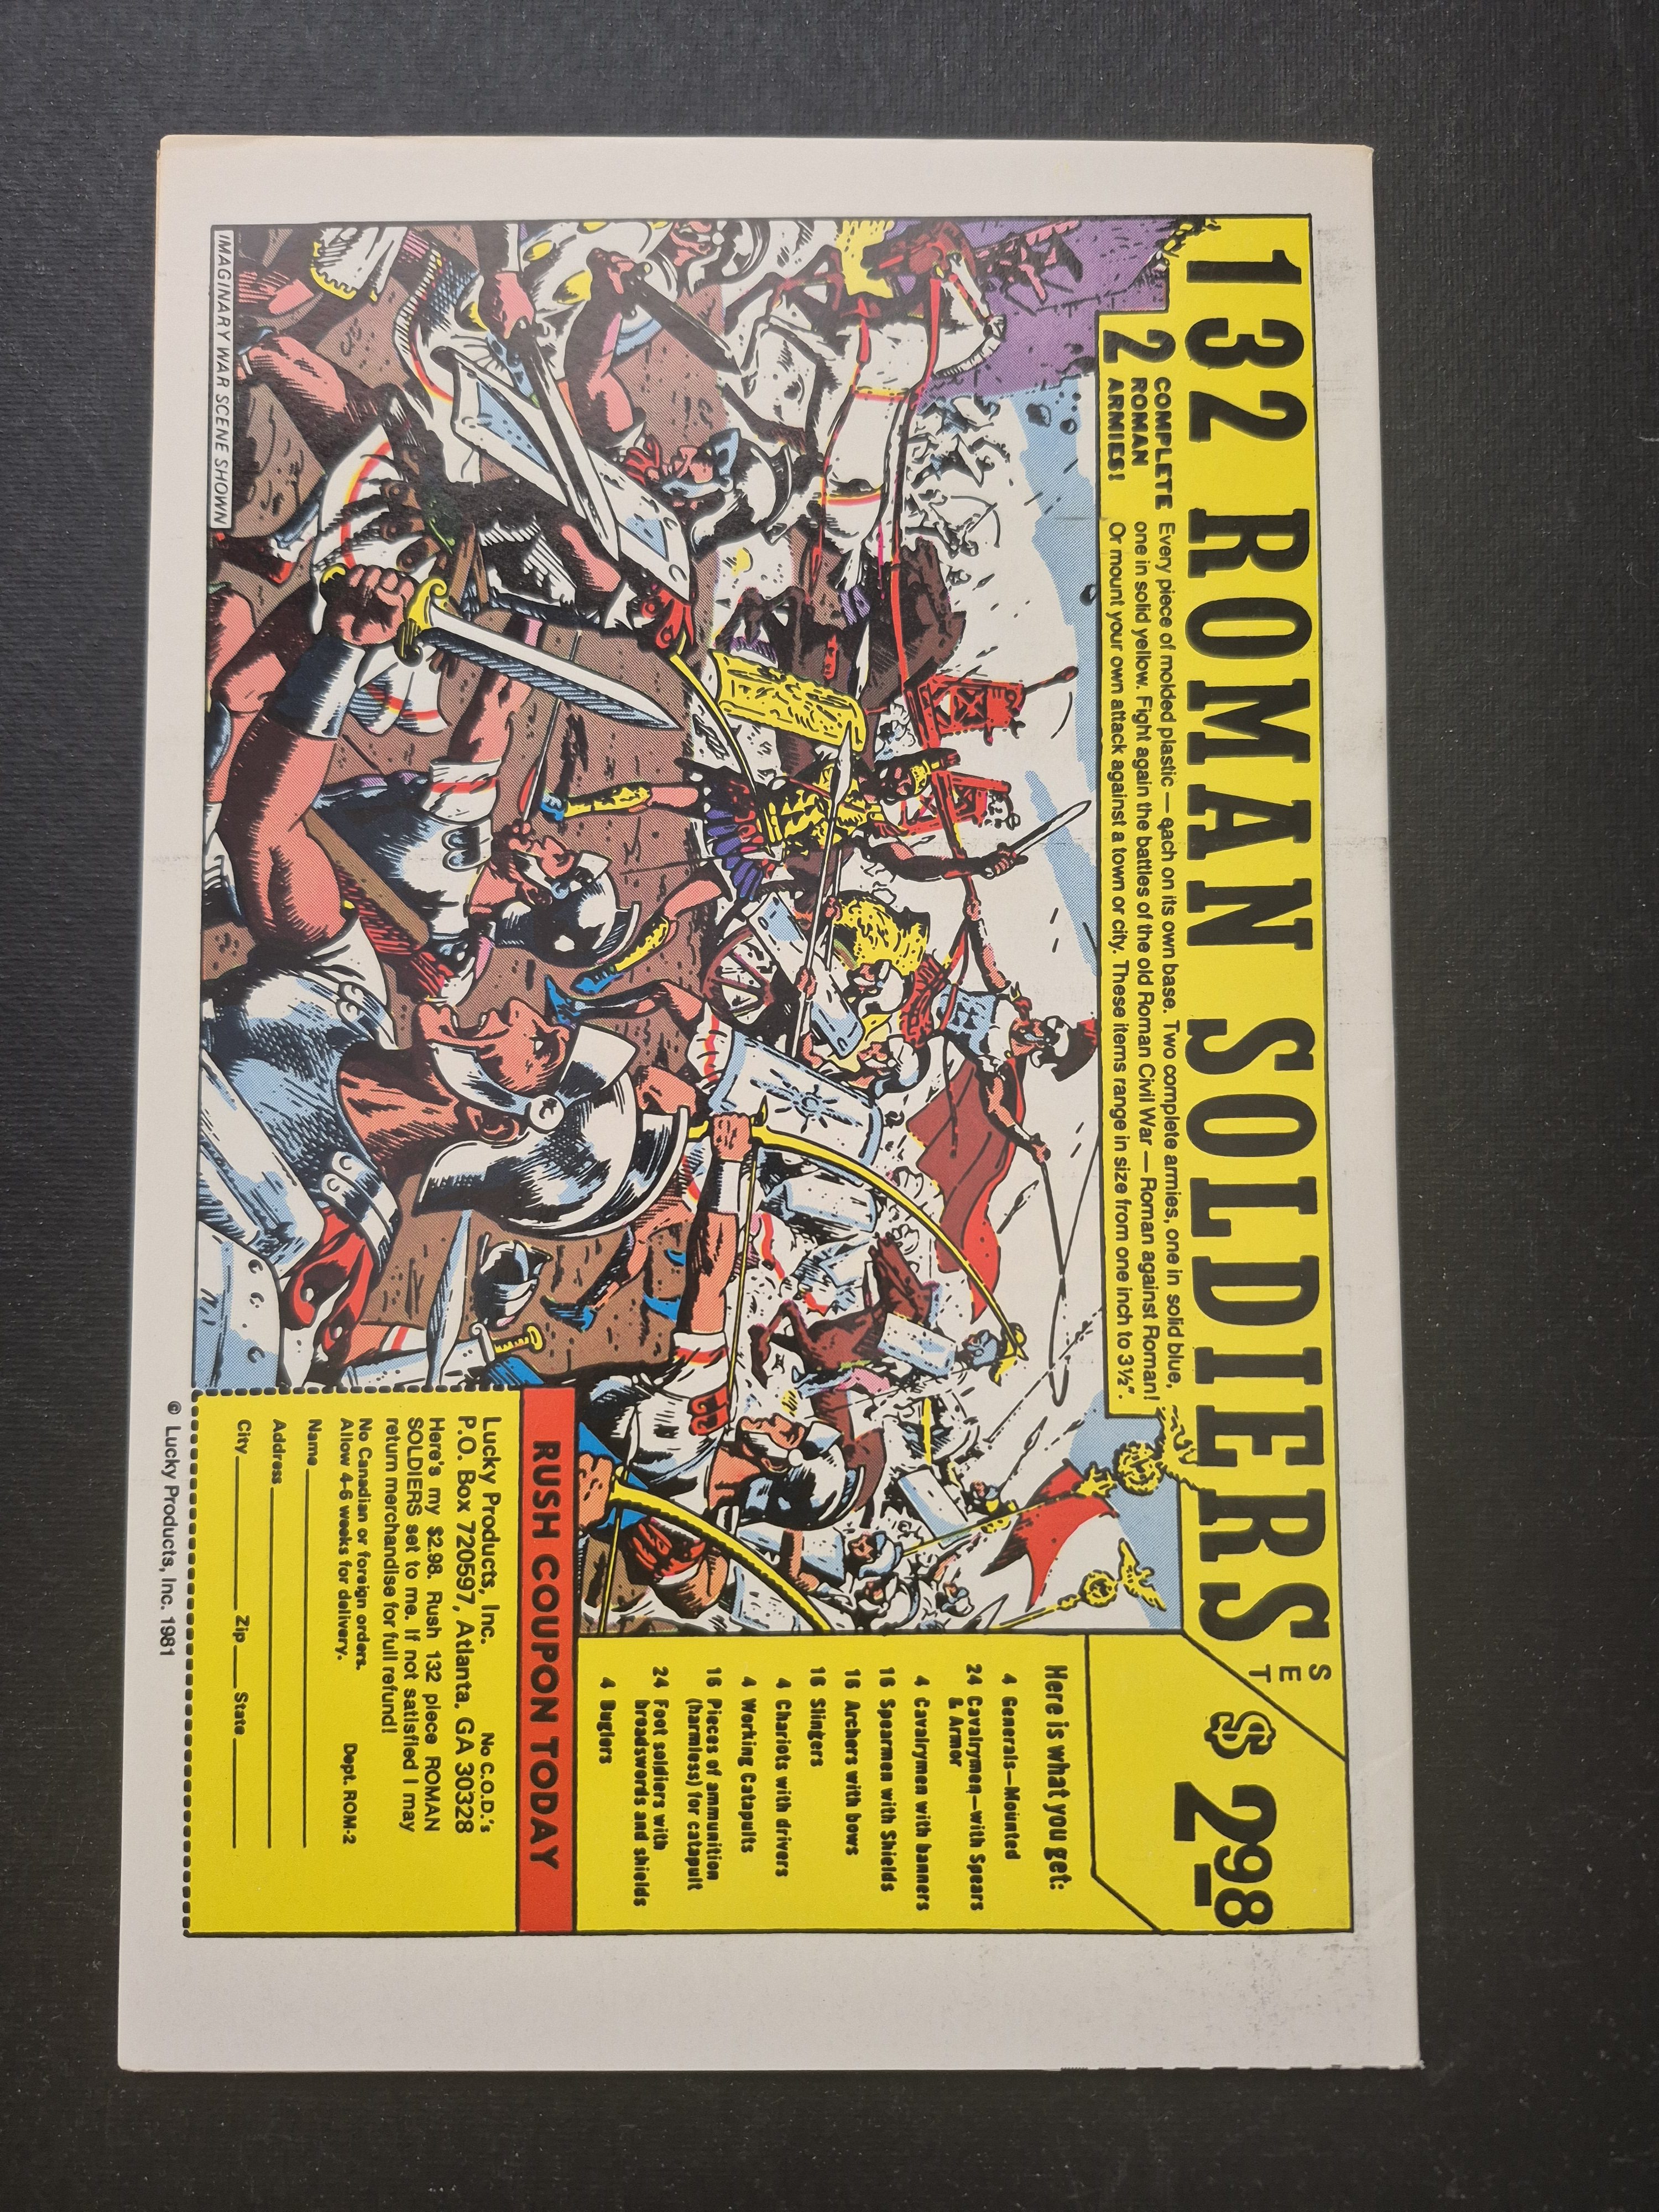 132 ROMAN SOLDIERS SET $2.98
2 COMPLETE ROMAN ARMIES!
Every piece of molded plastic — each on its own base. Two complete armies, one in solid blue,
one in solid yellow. Fight again the battles of the old Roman Civil War — Roman against Roman!
Or mount your own attack against a town or city. These items range in size from one inch to 3½".
IMAGINARY WAR SCENE SHOWN
Here is what you get:
4 Generals—Mounted
24 Cavalrymen—with Spears
& Armor
4 Cavalrymen with banners
16 Spearmen with Shields
16 Archers with bows
16 Slingers
4 Chariots with drivers
4 Working Catapults
16 Pieces of ammunition
(harmless) for catapult
24 Foot soldiers with
broadswords and shields
4 Buglers
RUSH COUPON TODAY
Lucky Products, Inc. No C.O.D.'s
P.O. Box 720597, Atlanta, GA 30328
Here's my $2.98. Rush 132 piece ROMAN
SOLDIERS set to me. If not satisfied I may
return merchandise for full refund!
No Canadian or foreign orders.
Allow 4-6 weeks for delivery. Dept. ROM-2
Name
Address
City Zip State
© Lucky Products, Inc. 1981